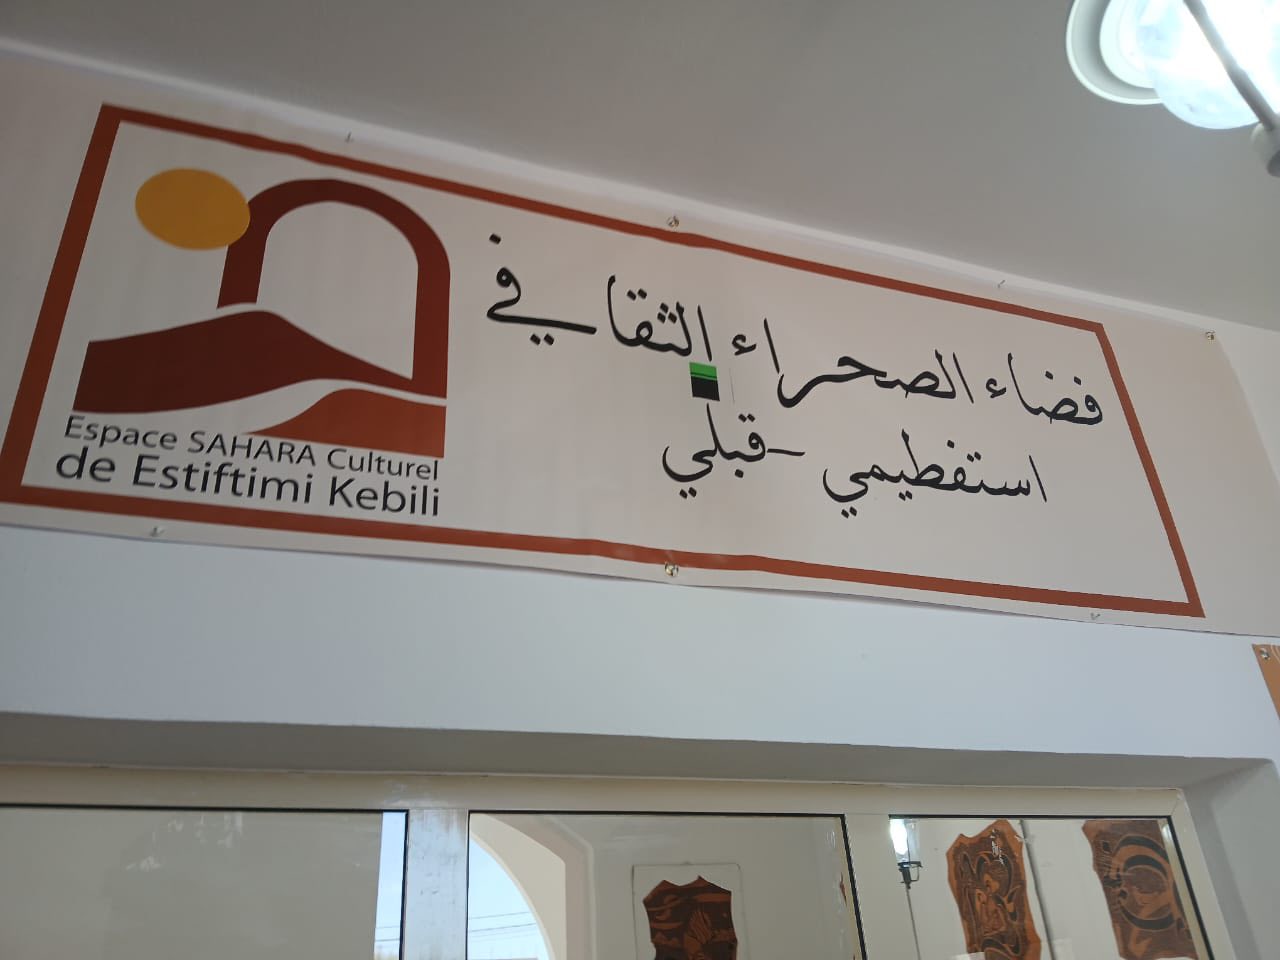 فضاء الصحراء الثقافي
استفطيمي -قبلي
Espace SAHARA Culturel
de Estiftimi Kebili